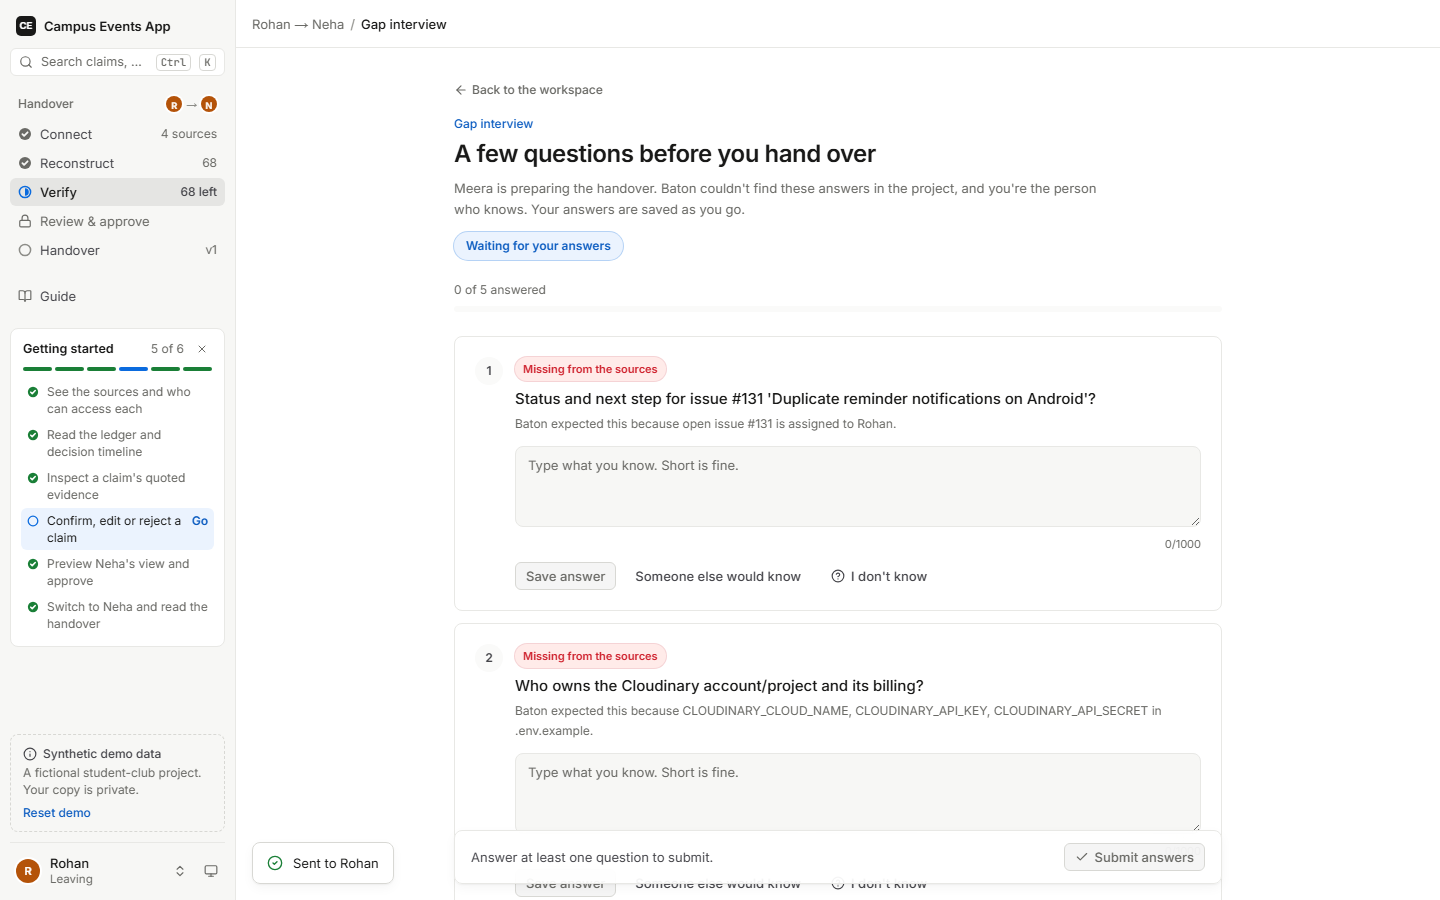 CE Campus Events App
Search claims, ... Ctrl K
Handover R → N
Connect 4 sources
Reconstruct 68
Verify 68 left
Review & approve
Handover v1
Guide
Getting started 5 of 6
See the sources and who
can access each
Read the ledger and
decision timeline
Inspect a claim's quoted
evidence
Confirm, edit or reject a Go
claim
Preview Neha's view and
approve
Switch to Neha and read the
handover
Synthetic demo data
A fictional student-club project.
Your copy is private.
Reset demo
R Rohan
Leaving
Rohan → Neha / Gap interview
← Back to the workspace
Gap interview
A few questions before you hand over
Meera is preparing the handover. Baton couldn't find these answers in the project, and you're the person
who knows. Your answers are saved as you go.
Waiting for your answers
0 of 5 answered
1 Missing from the sources
Status and next step for issue #131 'Duplicate reminder notifications on Android'?
Baton expected this because open issue #131 is assigned to Rohan.
Type what you know. Short is fine.
0/1000
Save answer Someone else would know I don't know
2 Missing from the sources
Who owns the Cloudinary account/project and its billing?
Baton expected this because CLOUDINARY_CLOUD_NAME, CLOUDINARY_API_KEY, CLOUDINARY_API_SECRET in
.env.example.
Type what you know. Short is fine.
Answer at least one question to submit. Submit answers
Save answer Someone else would know I don't know
Sent to Rohan